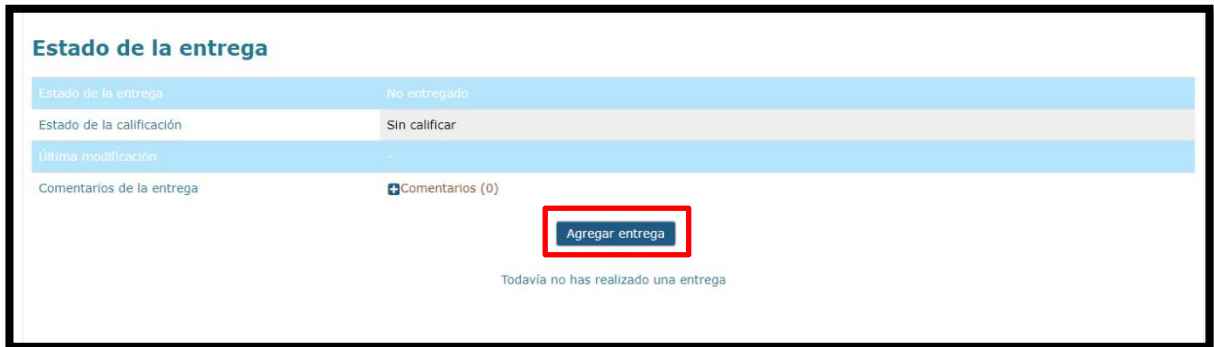 Estado de la entrega
Estado de la entrega No entregado
Estado de la calificación Sin calificar
Última modificación -
Comentarios de la entrega Comentarios (0)
Agregar entrega
Todavía no has realizado una entrega